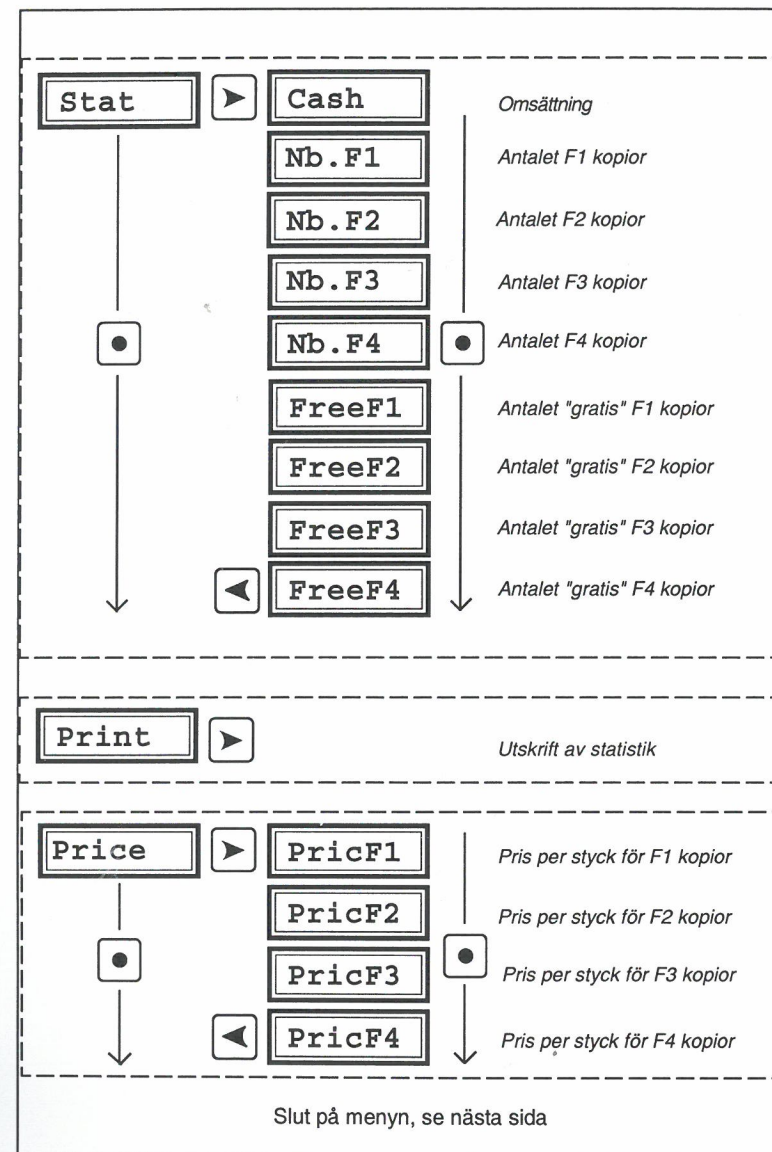 Stat Cash Omsättning
Nb.F1 Antalet F1 kopior
Nb.F2 Antalet F2 kopior
Nb.F3 Antalet F3 kopior
Nb.F4 Antalet F4 kopior
FreeF1 Antalet "gratis" F1 kopior
FreeF2 Antalet "gratis" F2 kopior
FreeF3 Antalet "gratis" F3 kopior
FreeF4 Antalet "gratis" F4 kopior
Print Utskrift av statistik
Price PricF1 Pris per styck för F1 kopior
PricF2 Pris per styck för F2 kopior
PricF3 Pris per styck för F3 kopior
PricF4 Pris per styck för F4 kopior
Slut på menyn, se nästa sida